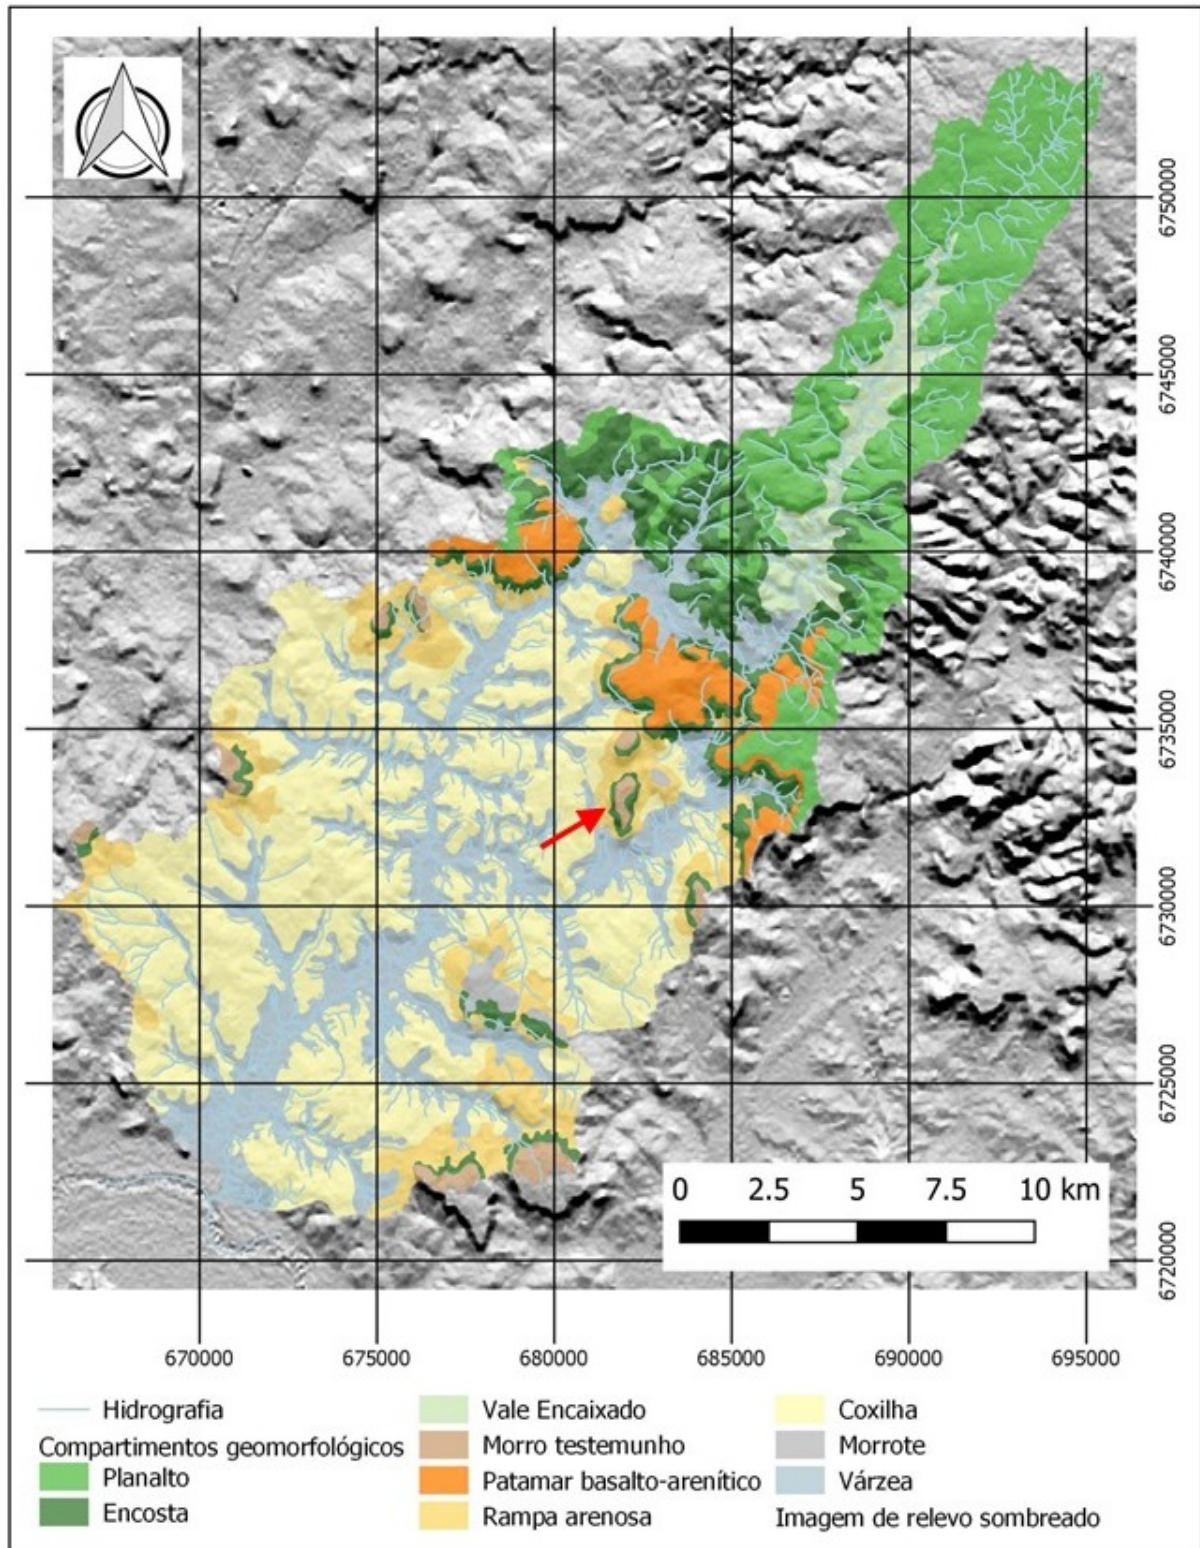 6750000
6745000
6740000
6735000
6730000
6725000
6720000
0 2.5 5 7.5 10 km
670000 675000 680000 685000 690000 695000
Hidrografia
Compartimentos geomorfológicos
Planalto
Encosta
Vale Encaixado
Morro testemunho
Patamar basalto-arenítico
Rampa arenosa
Coxilha
Morrote
Várzea
Imagem de relevo sombreado